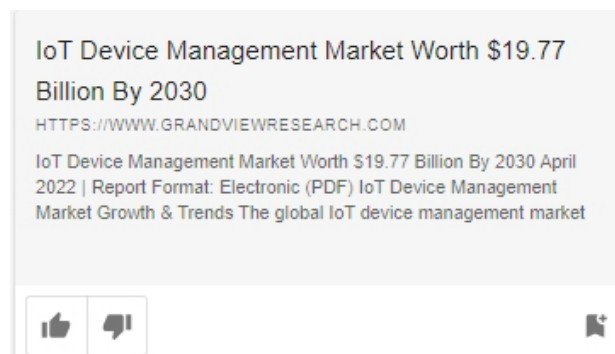 IoT Device Management Market Worth $19.77
Billion By 2030
HTTPS://WWW.GRANDVIEWRESEARCH.COM
IoT Device Management Market Worth $19.77 Billion By 2030 April
2022 | Report Format: Electronic (PDF) IoT Device Management
Market Growth & Trends The global IoT device management market